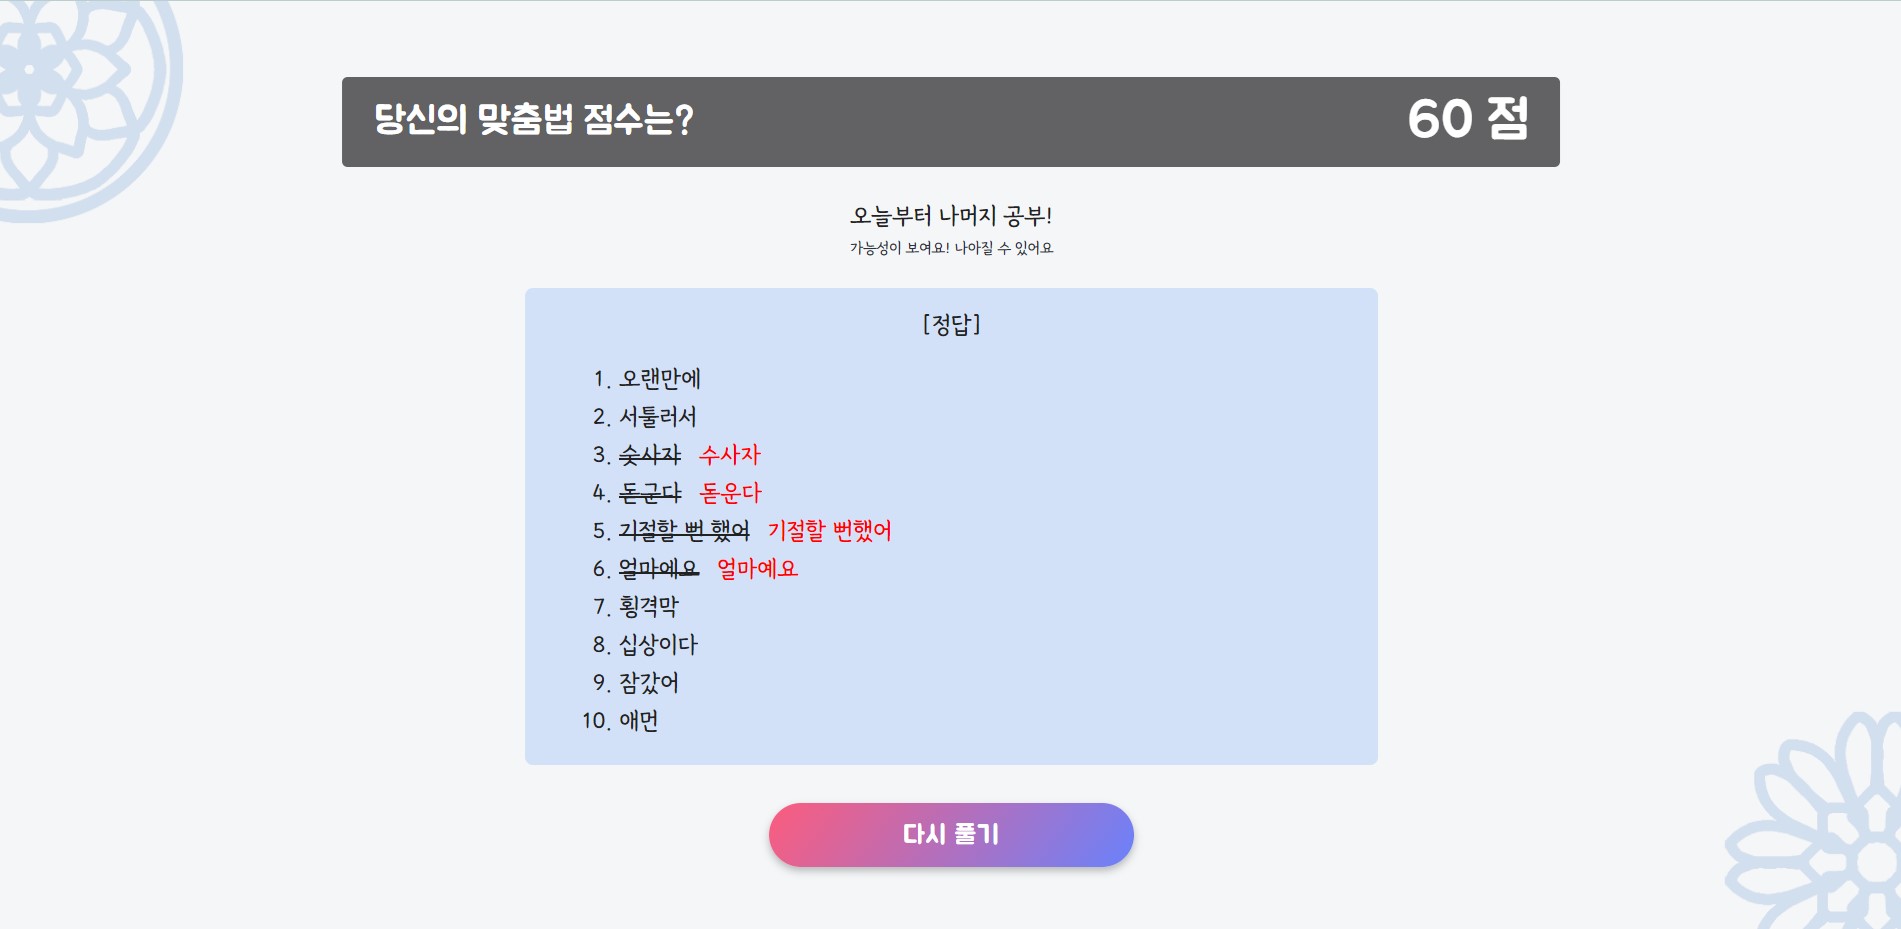 당신의 맞춤법 점수는?
60 점
오늘부터 나머지 공부!
가능성이 보여요! 나아질 수 있어요
[정답]
1. 오랜만에
2. 서툴러서
3. 숫사자 수사자
4. 돋군다 돋운다
5. 기절할 뻔 했어 기절할 뻔했어
6. 얼마에요 얼마예요
7. 횡격막
8. 십상이다
9. 잠갔어
10. 애먼
다시 풀기